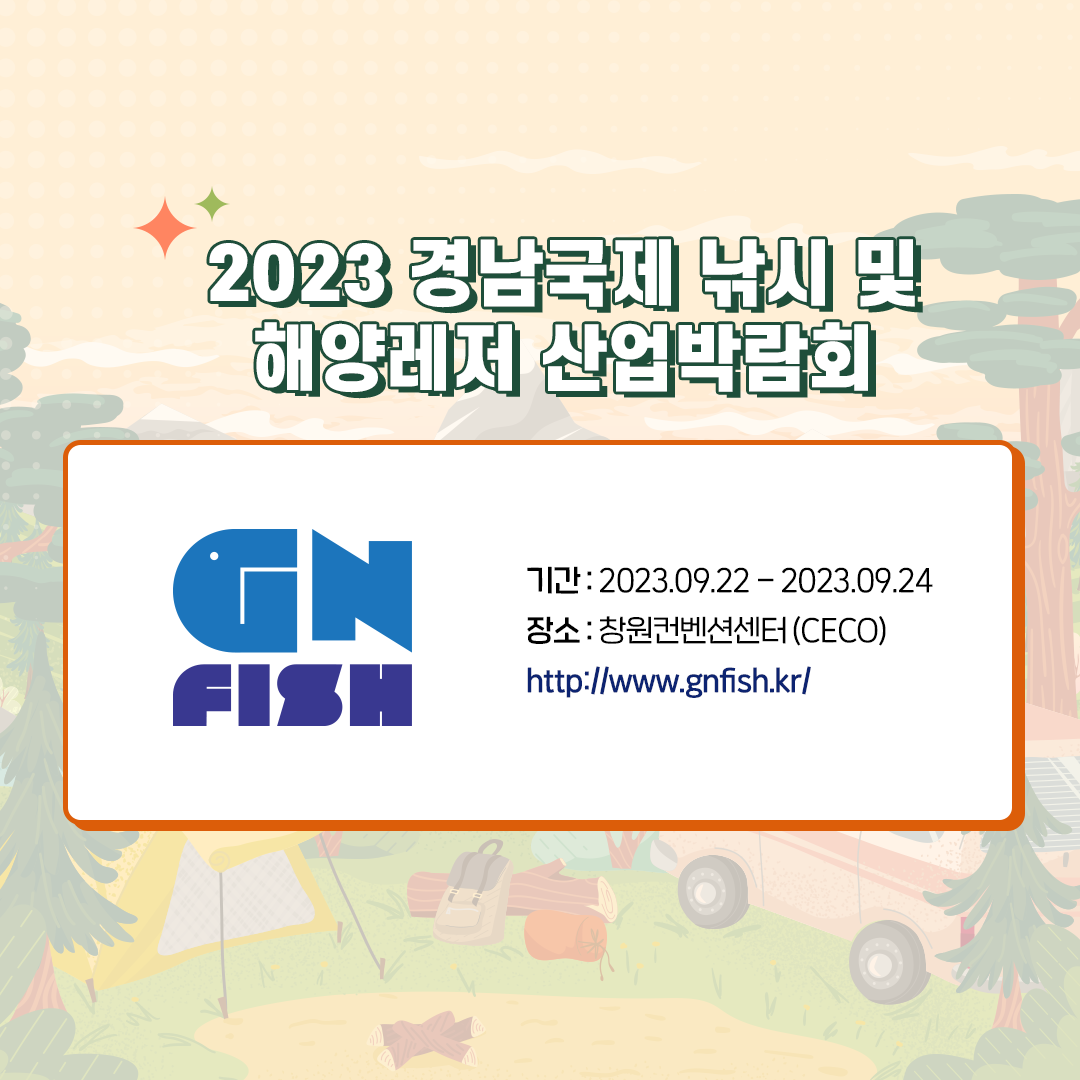 2023 경남국제 낚시 및
해양레저 산업박람회
GN
FISH
기간 : 2023.09.22 – 2023.09.24
장소 : 창원컨벤션센터 (CECO)
http://www.gnfish.kr/